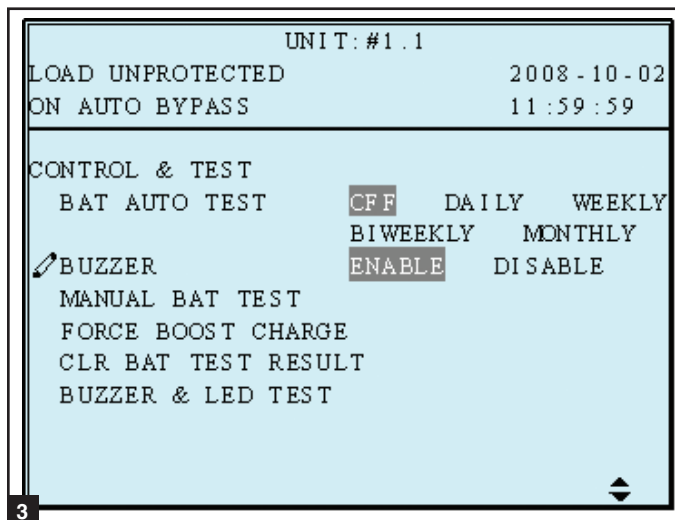 UNIT:#1.1
LOAD UNPROTECTED 2008-10-02
ON AUTO BYPASS 11:59:59
CONTROL & TEST
BAT AUTO TEST OFF DAILY WEEKLY
BIWEEKLY MONTHLY
BUZZER ENABLE DISABLE
MANUAL BAT TEST
FORCE BOOST CHARGE
CLR BAT TEST RESULT
BUZZER & LED TEST
3